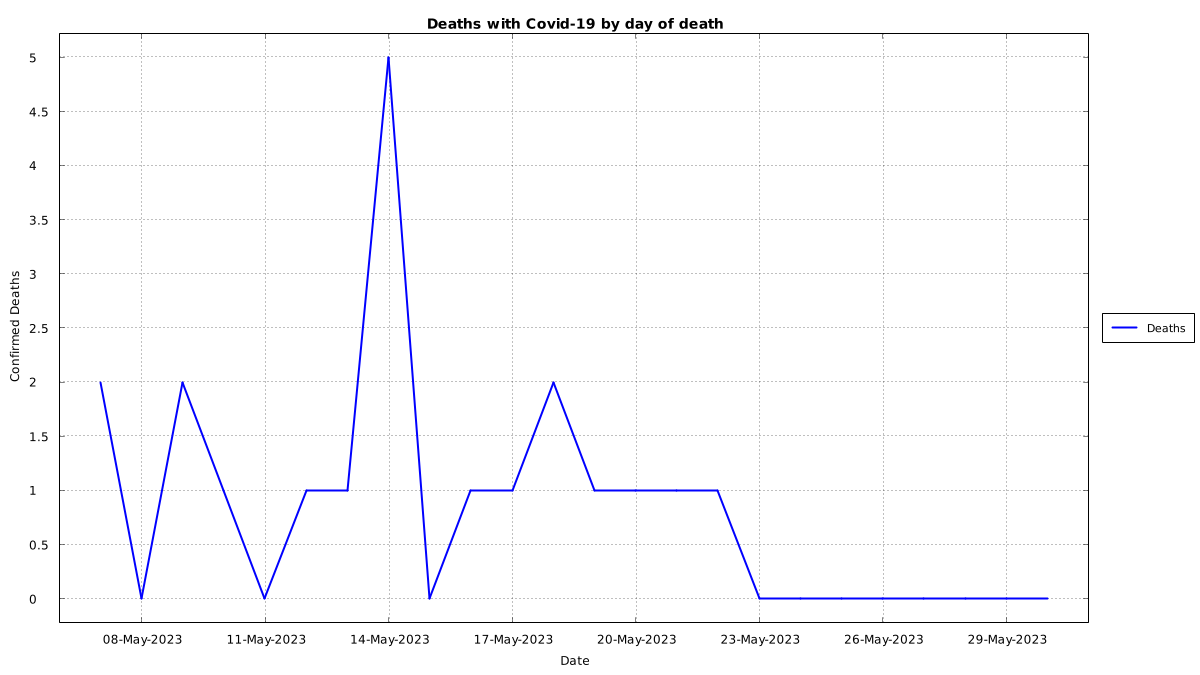 Deaths with Covid-19 by day of death
5
4.5
4
3.5
3
2.5
2
1.5
1
0.5
0
Confirmed Deaths
08-May-2023 11-May-2023 14-May-2023 17-May-2023 20-May-2023 23-May-2023 26-May-2023 29-May-2023
Date
Deaths